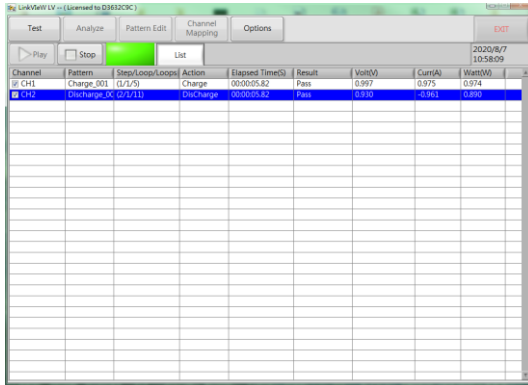 LinkVIeW LV -- ( Licensed to D3632C9C )
Test Analyze Pattern Edit Channel Mapping Options EXIT
Play Stop List 2020/8/7 10:58:09
Channel Pattern Step/Loop/Loops Action Elapsed Time(S) Result Volt(V) Curr(A) Watt(W)
CH1 Charge_001 (1/1/5) Charge 00:00:05.82 Pass 0.997 0.975 0.974
CH2 Discharge_0C (2/1/11) DisCharge 00:00:05.82 Pass 0.930 -0.961 0.890